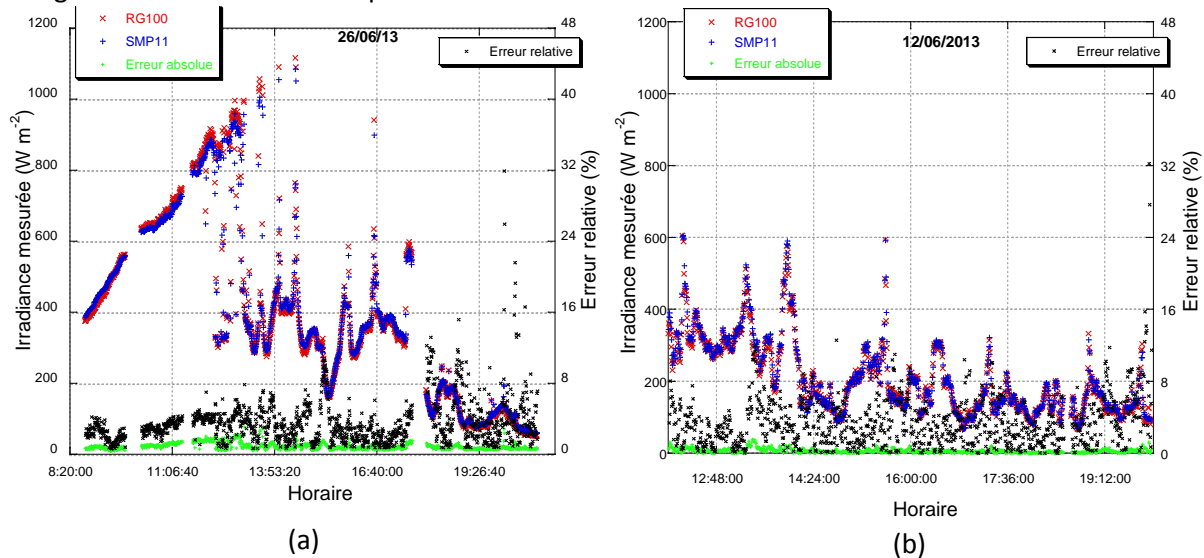 RG100
SMP11
Erreur absolue
26/06/13
Erreur relative
Irradiance mesurée (W m-2)
1200
1000
800
600
400
200
0
48
40
32
24
16
8
0
Erreur relative (%)
8:20:00 11:06:40 13:53:20 16:40:00 19:26:40
Horaire
(a)
RG100
SMP11
Erreur absolue
12/06/2013
Erreur relative
Irradiance mesurée (W m-2)
1200
1000
800
600
400
200
0
48
40
32
24
16
8
0
Erreur relative (%)
12:48:00 14:24:00 16:00:00 17:36:00 19:12:00
Horaire
(b)